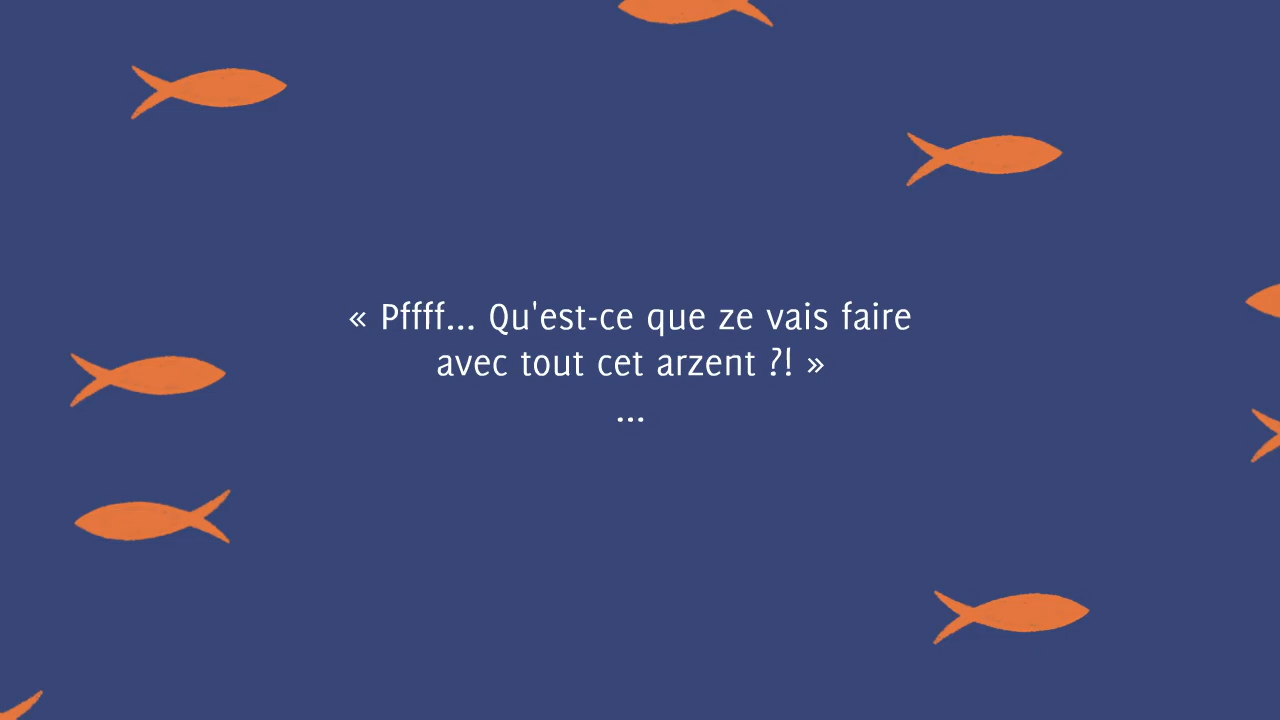 « Pffff... Qu'est-ce que ze vais faire
avec tout cet arzent ?! »
...